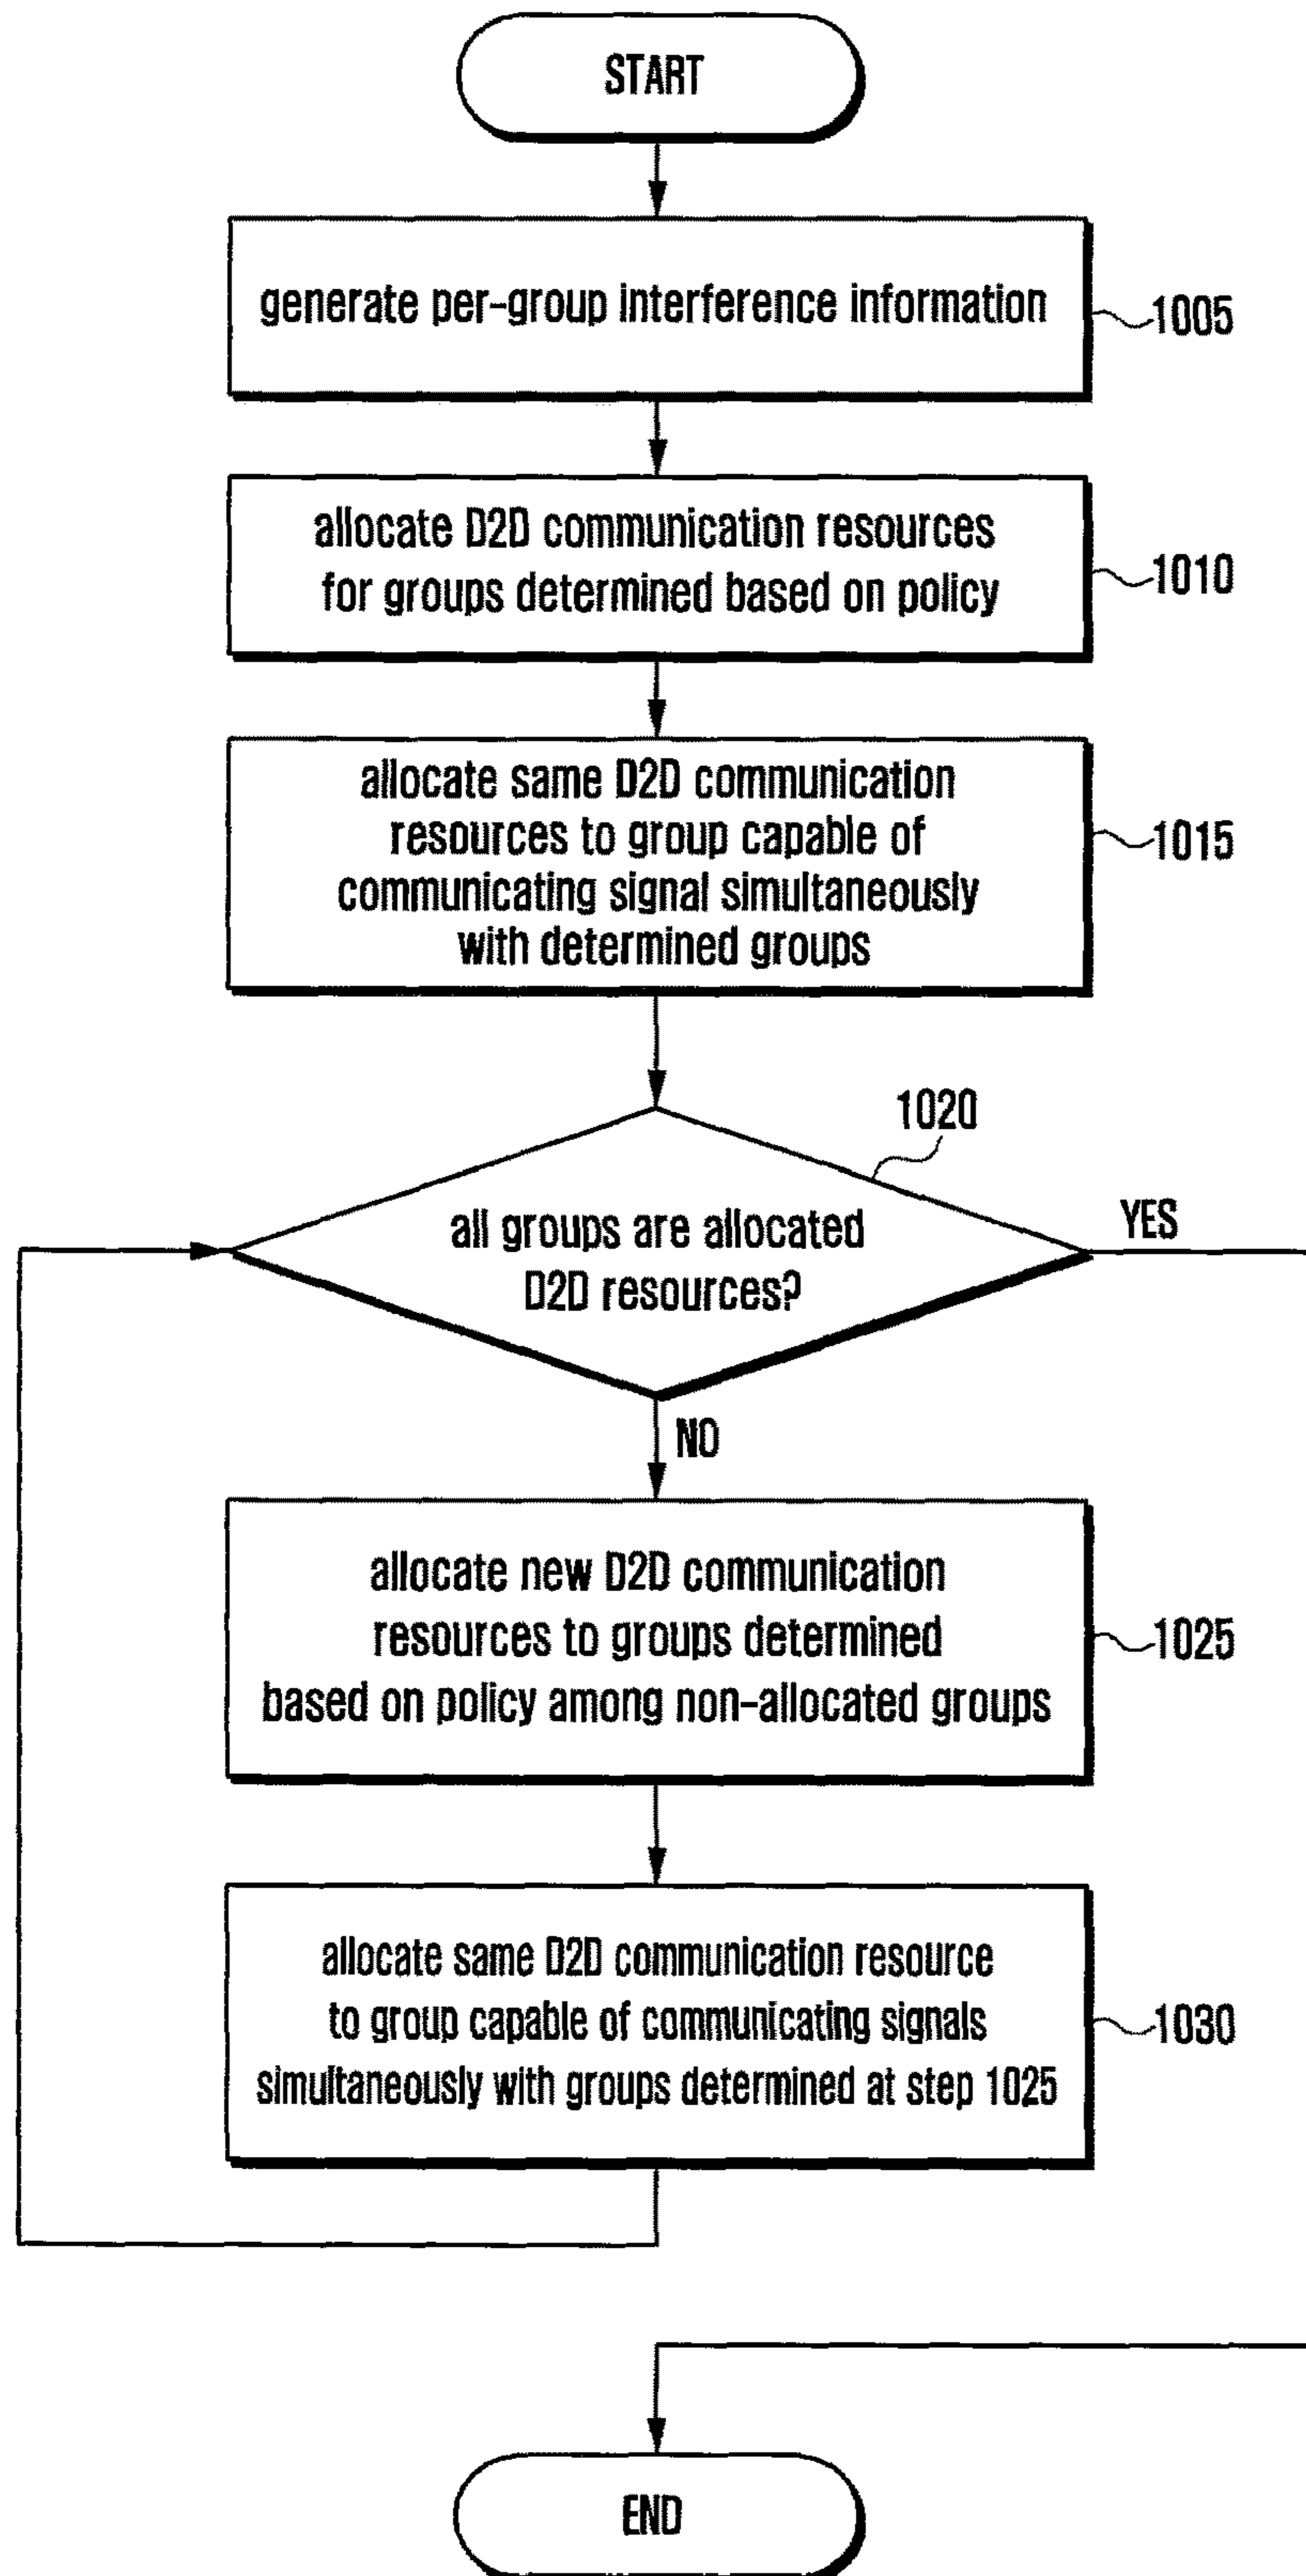 START
generate per-group interference information
1005
allocate D2D communication resources
for groups determined based on policy
1010
allocate same D2D communication
resources to group capable of
communicating signal simultaneously
with determined groups
1015
1020
all groups are allocated
D2D resources?
YES
NO
allocate new D2D communication
resources to groups determined
based on policy among non-allocated groups
1025
allocate same D2D communication resource
to group capable of communicating signals
simultaneously with groups determined at step 1025
1030
END